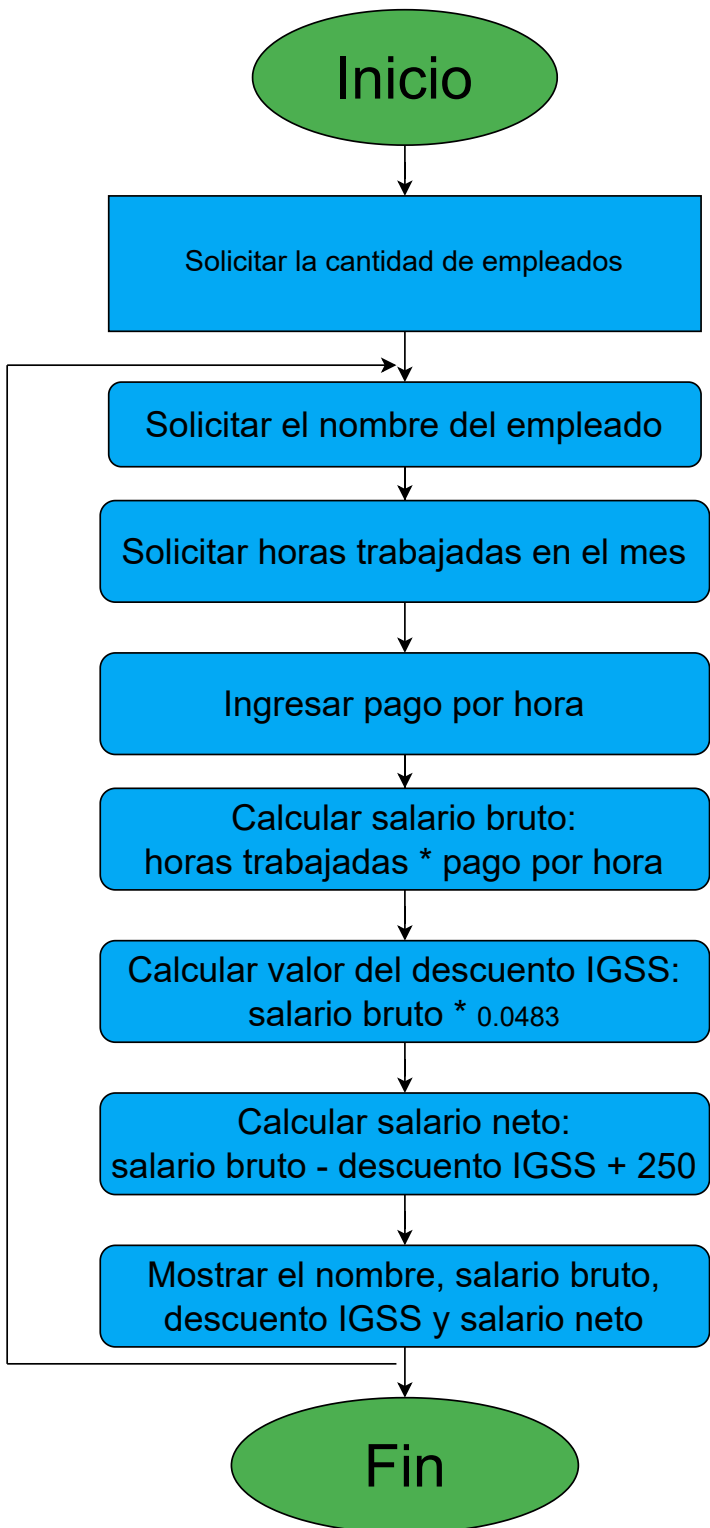 Inicio
Solicitar la cantidad de empleados
Solicitar el nombre del empleado
Solicitar horas trabajadas en el mes
Ingresar pago por hora
Calcular salario bruto:
horas trabajadas * pago por hora
Calcular valor del descuento IGSS:
salario bruto * 0.0483
Calcular salario neto:
salario bruto - descuento IGSS + 250
Mostrar el nombre, salario bruto,
descuento IGSS y salario neto
Fin